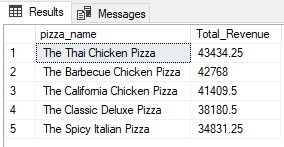 Results Messages
pizza_name Total_Revenue
1 The Thai Chicken Pizza 43434.25
2 The Barbecue Chicken Pizza 42768
3 The California Chicken Pizza 41409.5
4 The Classic Deluxe Pizza 38180.5
5 The Spicy Italian Pizza 34831.25